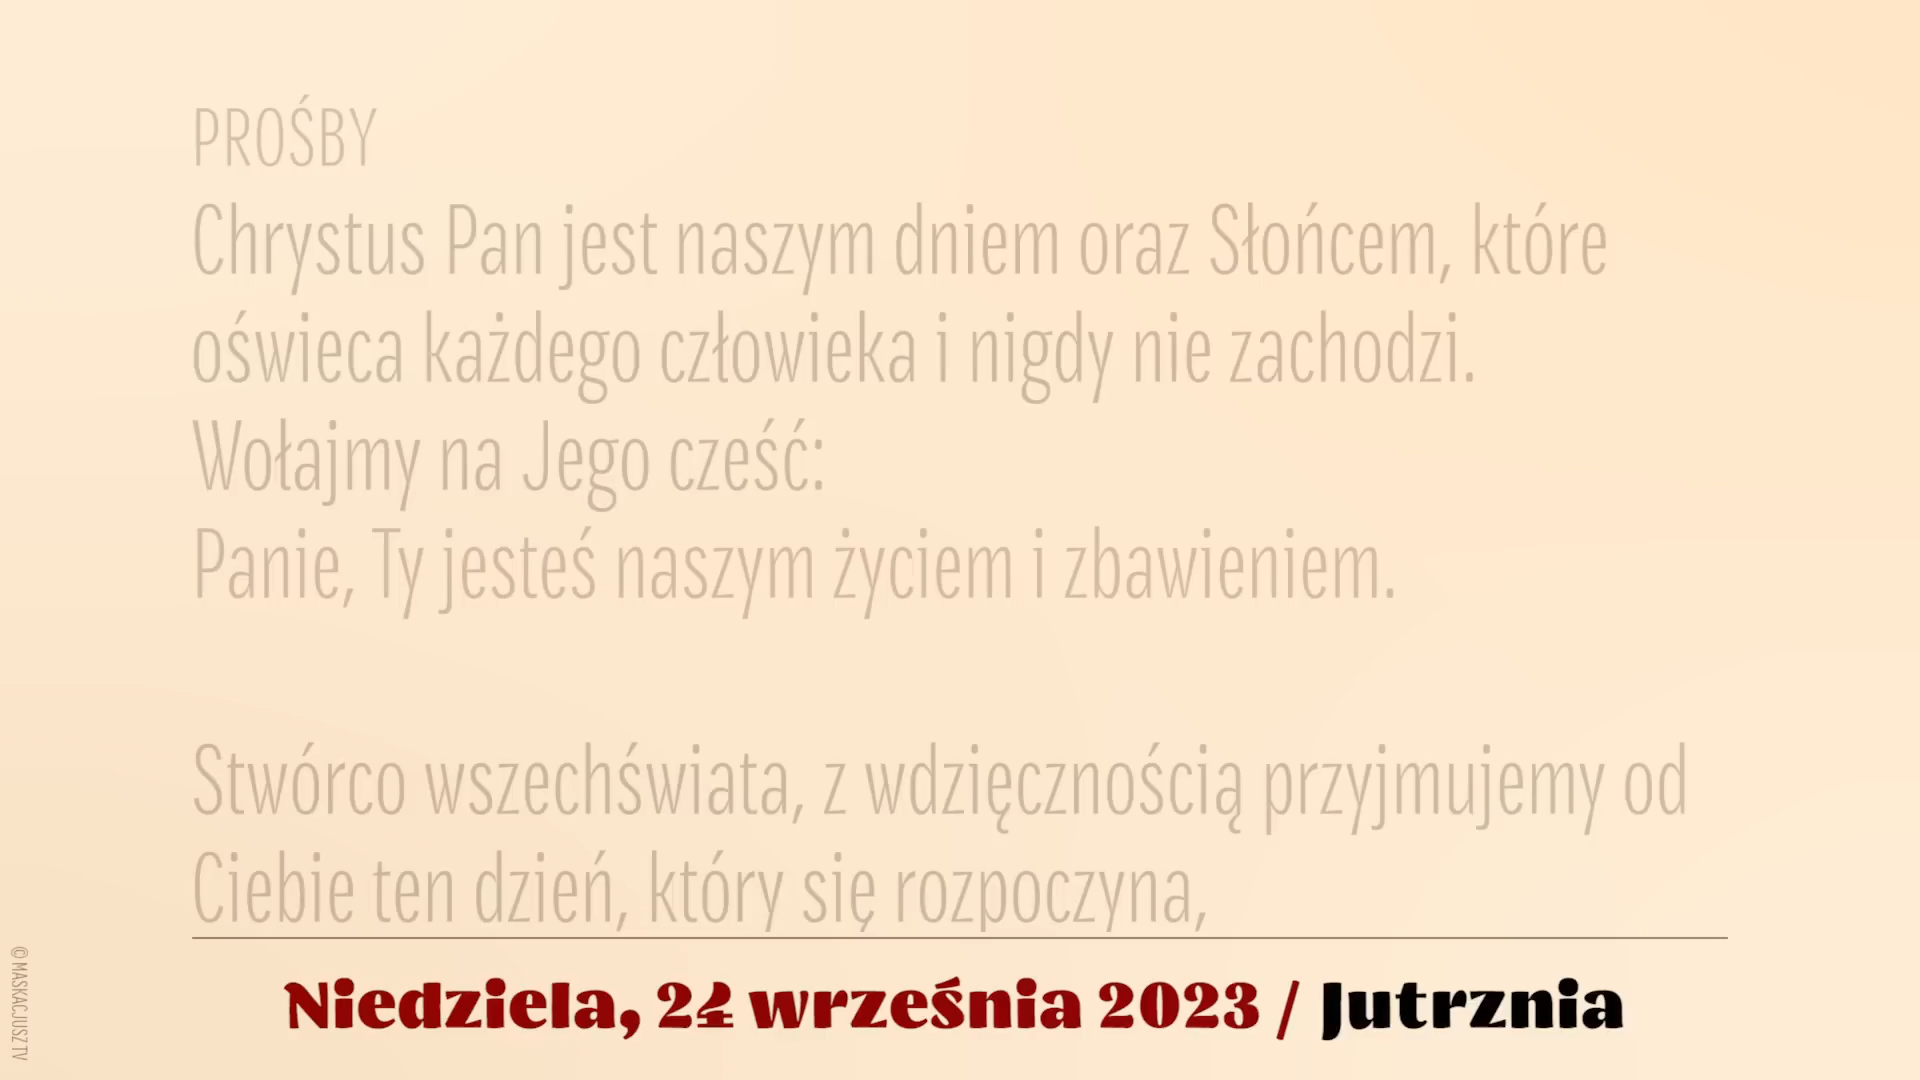 PROŚBY
Chrystus Pan jest naszym dniem oraz Słońcem, które
oświeca każdego człowieka i nigdy nie zachodzi.
Wołajmy na Jego cześć:
Panie, Ty jesteś naszym życiem i zbawieniem.
Stwórco wszechświata, z wdzięcznością przyjmujemy od
Ciebie ten dzień, który się rozpoczyna,
Niedziela, 24 września 2023 / Jutrznia
© MASKACJUSZ TV